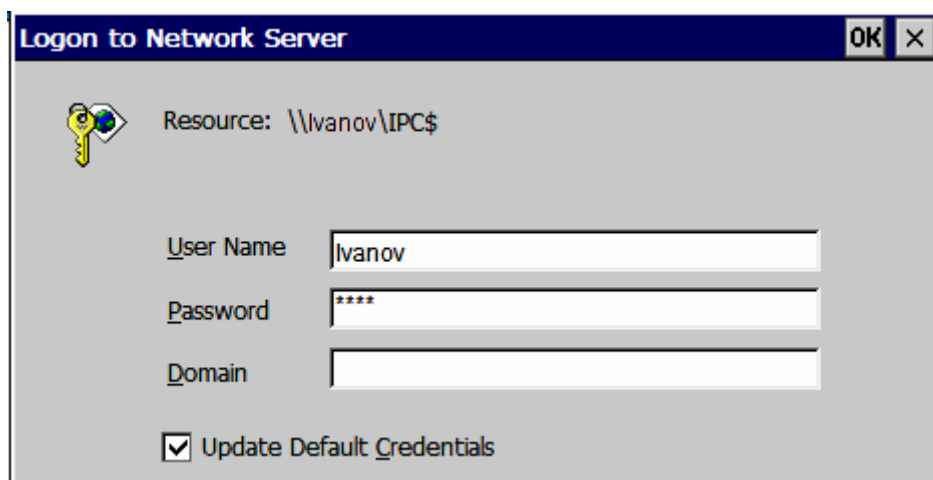 Logon to Network Server OK ×
Resource: \\Ivanov\IPC$
User Name Ivanov
Password ****
Domain
Update Default Credentials